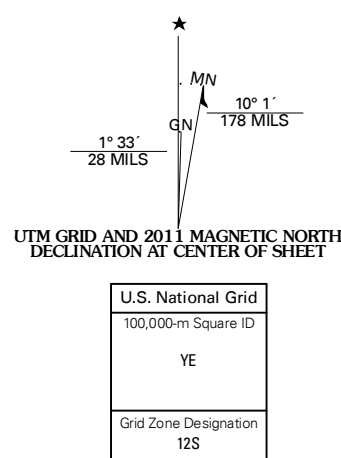 ★
MN
GN
10° 1´
178 MILS
1° 33´
28 MILS
UTM GRID AND 2011 MAGNETIC NORTH
DECLINATION AT CENTER OF SHEET
U.S. National Grid
100,000-m Square ID
YE
Grid Zone Designation
12S